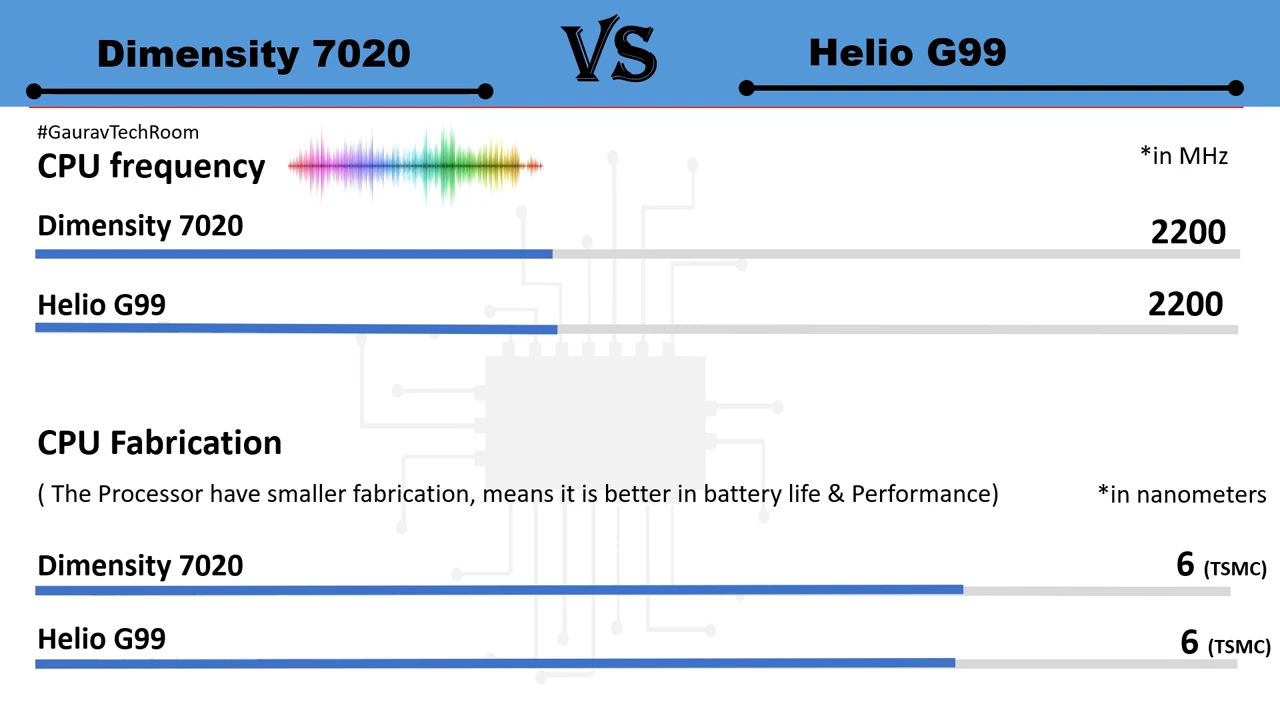 Dimensity 7020 VS Helio G99
#GauravTechRoom
CPU frequency
*in MHz
Dimensity 7020 2200
Helio G99 2200
CPU Fabrication
( The Processor have smaller fabrication, means it is better in battery life & Performance) *in nanometers
Dimensity 7020 6 (TSMC)
Helio G99 6 (TSMC)